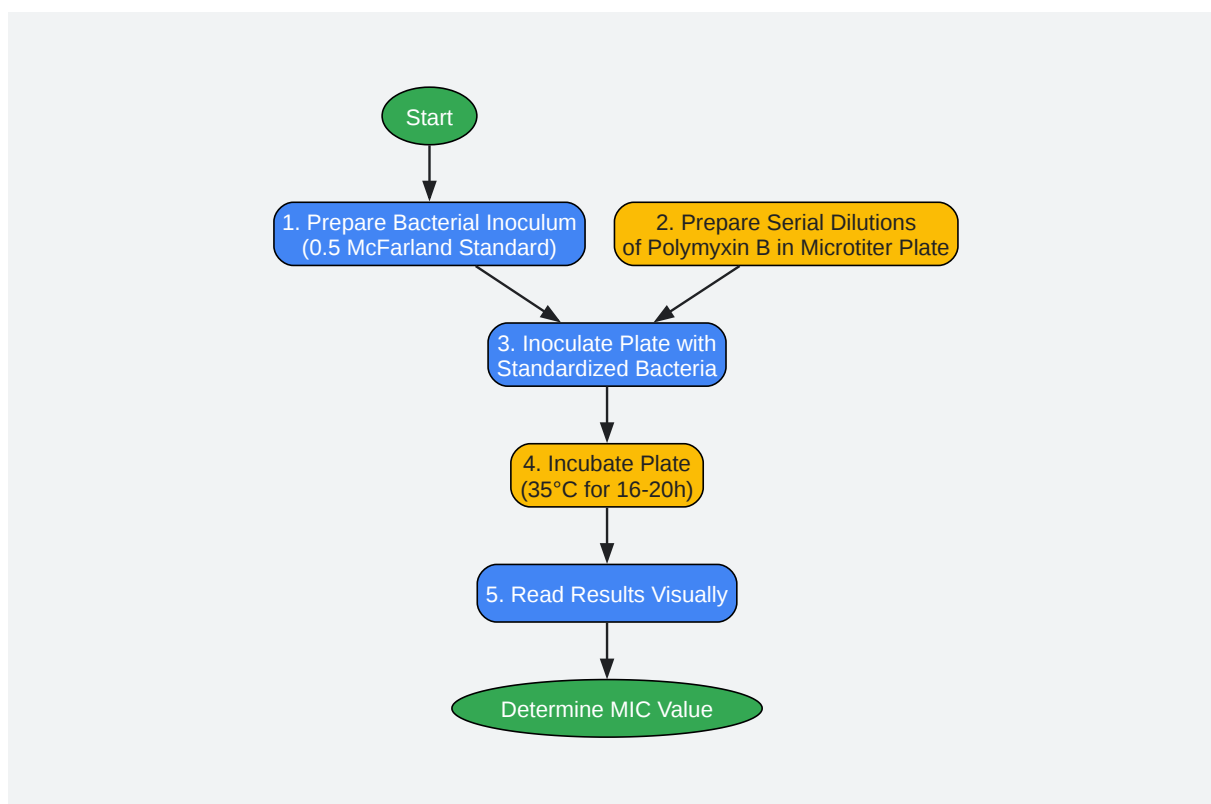 Start
1. Prepare Bacterial Inoculum
(0.5 McFarland Standard)
2. Prepare Serial Dilutions
of Polymyxin B in Microtiter Plate
3. Inoculate Plate with
Standardized Bacteria
4. Incubate Plate
(35°C for 16-20h)
5. Read Results Visually
Determine MIC Value